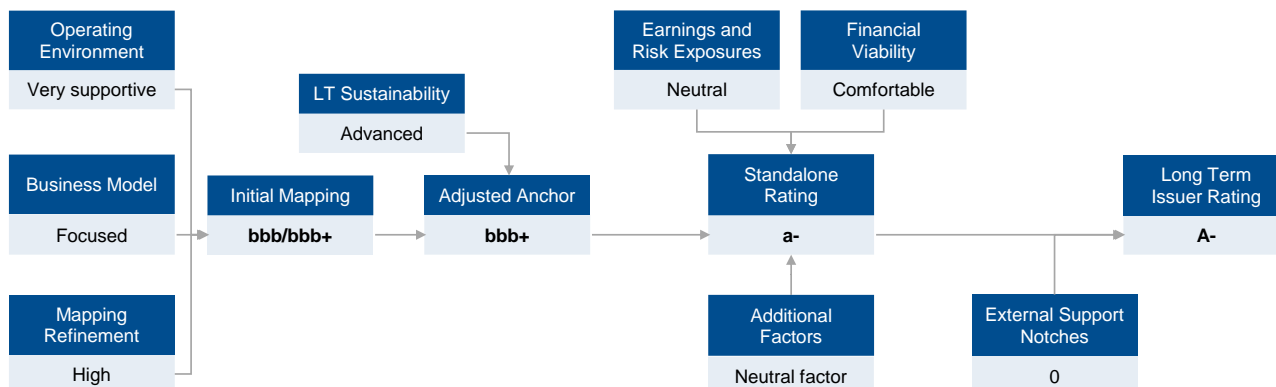 Operating
Environment
Very supportive
Business Model
Focused
Mapping
Refinement
High
Initial Mapping
bbb/bbb+
LT Sustainability
Advanced
Adjusted Anchor
bbb+
Earnings and
Risk Exposures
Neutral
Financial
Viability
Comfortable
Standalone
Rating
a-
Additional
Factors
Neutral factor
External Support
Notches
0
Long Term
Issuer Rating
A-